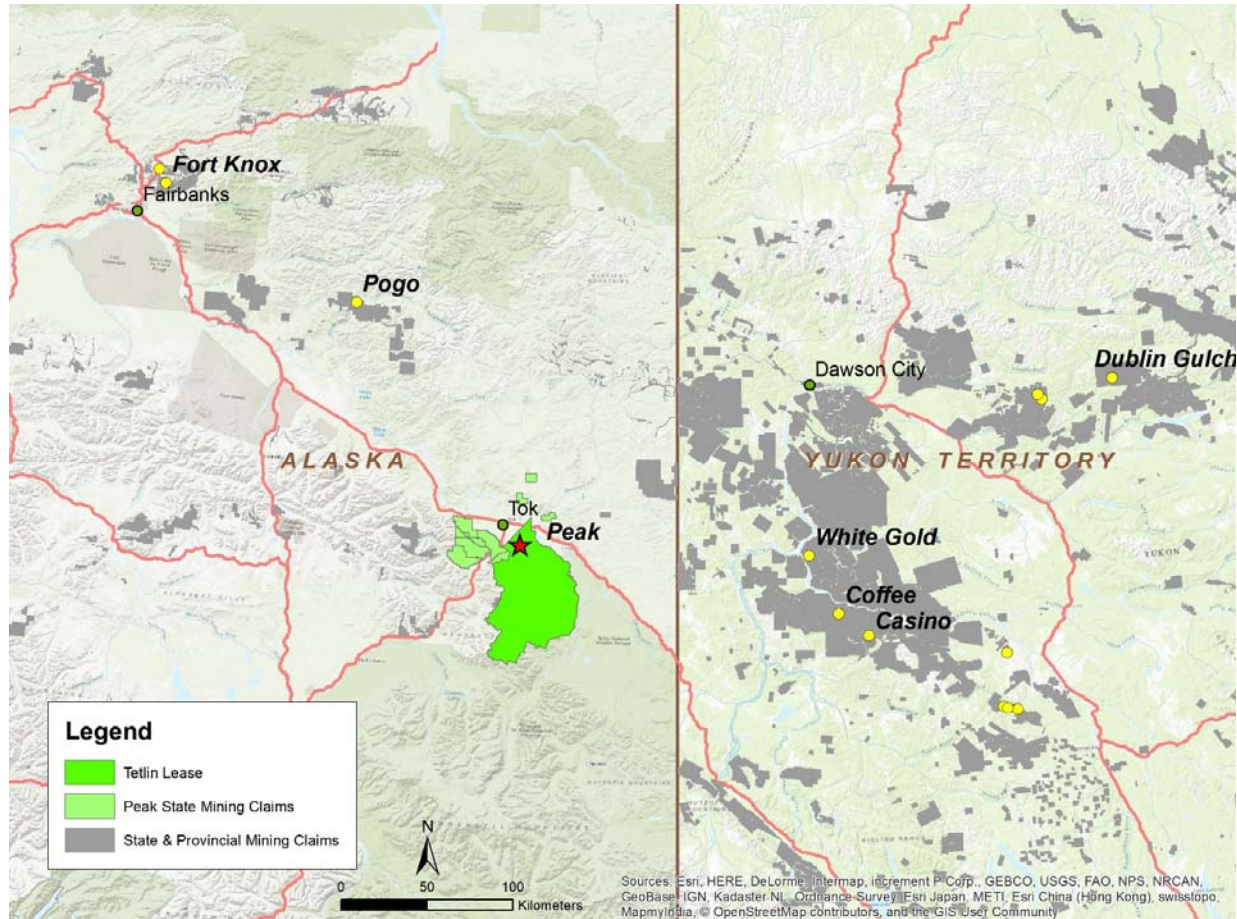 Fort Knox
Fairbanks
Pogo
Dublin Gulch
Dawson City
ALASKA
YUKON TERRITORY
Tok
Peak
White Gold
YUKON
Coffee
Casino
Legend
Tetlin Lease
Peak State Mining Claims
State & Provincial Mining Claims
N
0 50 100
Kilometers
Sources: Esri, HERE, DeLorme, Intermap, increment P Corp., GEBCO, USGS, FAO, NPS, NRCAN,
GeoBase, IGN, Kadaster NL, Ordnance Survey, Esri Japan, METI, Esri China (Hong Kong), swisstopo,
MapmyIndia, © OpenStreetMap contributors, and the GIS User Community